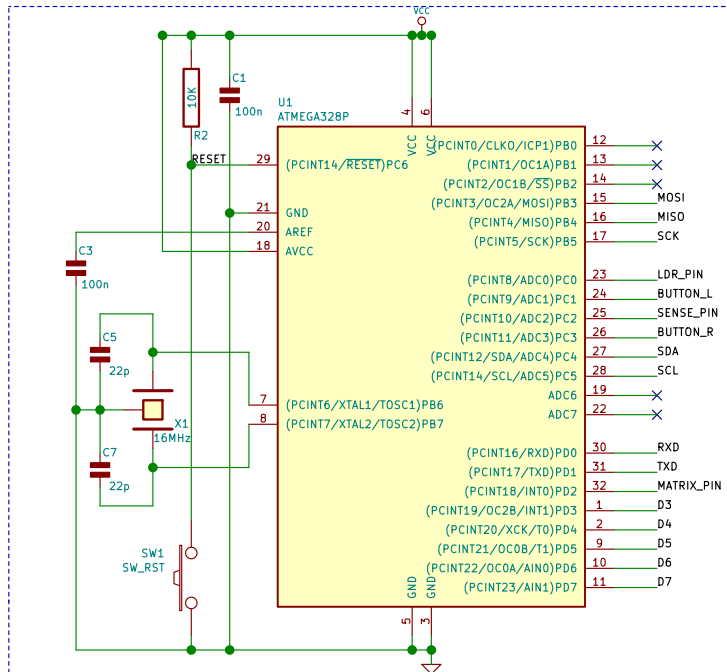 VCC
C1
100n
10K
R2
RESET
U1
ATMEGA328P
4
6
VCC
VCC
29
(PCINT14/RESET)PC6
21
GND
20
AREF
18
AVCC
7
(PCINT6/XTAL1/TOSC1)PB6
8
(PCINT7/XTAL2/TOSC2)PB7
(PCINT0/CLKO/ICP1)PB0
12
(PCINT1/OC1A)PB1
13
(PCINT2/OC1B/SS)PB2
14
(PCINT3/OC2A/MOSI)PB3
15
MOSI
(PCINT4/MISO)PB4
16
MISO
(PCINT5/SCK)PB5
17
SCK
(PCINT8/ADC0)PC0
23
LDR_PIN
(PCINT9/ADC1)PC1
24
BUTTON_L
(PCINT10/ADC2)PC2
25
SENSE_PIN
(PCINT11/ADC3)PC3
26
BUTTON_R
(PCINT12/SDA/ADC4)PC4
27
SDA
(PCINT14/SCL/ADC5)PC5
28
SCL
ADC6
19
ADC7
22
(PCINT16/RXD)PD0
30
RXD
(PCINT17/TXD)PD1
31
TXD
(PCINT18/INT0)PD2
32
MATRIX_PIN
(PCINT19/OC2B/INT1)PD3
1
D3
(PCINT20/XCK/T0)PD4
2
D4
(PCINT21/OC0B/T1)PD5
9
D5
(PCINT22/OC0A/AIN0)PD6
10
D6
(PCINT23/AIN1)PD7
11
D7
GND
GND
5
3
C3
100n
C5
22p
X1
16MHz
C7
22p
SW1
SW_RST